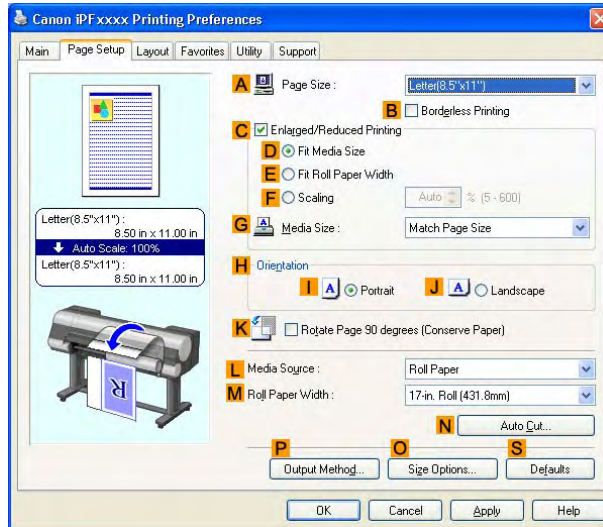 Canon iPFxxxx Printing Preferences
Main Page Setup Layout Favorites Utility Support
A Page Size : Letter(8.5"x11")
B Borderless Printing
C Enlarged/Reduced Printing
D Fit Media Size
E Fit Roll Paper Width
F Scaling Auto % (5 - 600)
Letter(8.5"x11") :
8.50 in x 11.00 in
Auto Scale: 100%
Letter(8.5"x11") :
8.50 in x 11.00 in
G A Media Size : Match Page Size
H Orientation
I A Portrait J A Landscape
K Rotate Page 90 degrees (Conserve Paper)
R
L Media Source : Roll Paper
M Roll Paper Width : 17-in. Roll (431.8mm)
N Auto Cut...
P O S
Output Method... Size Options... Defaults
OK Cancel Apply Help